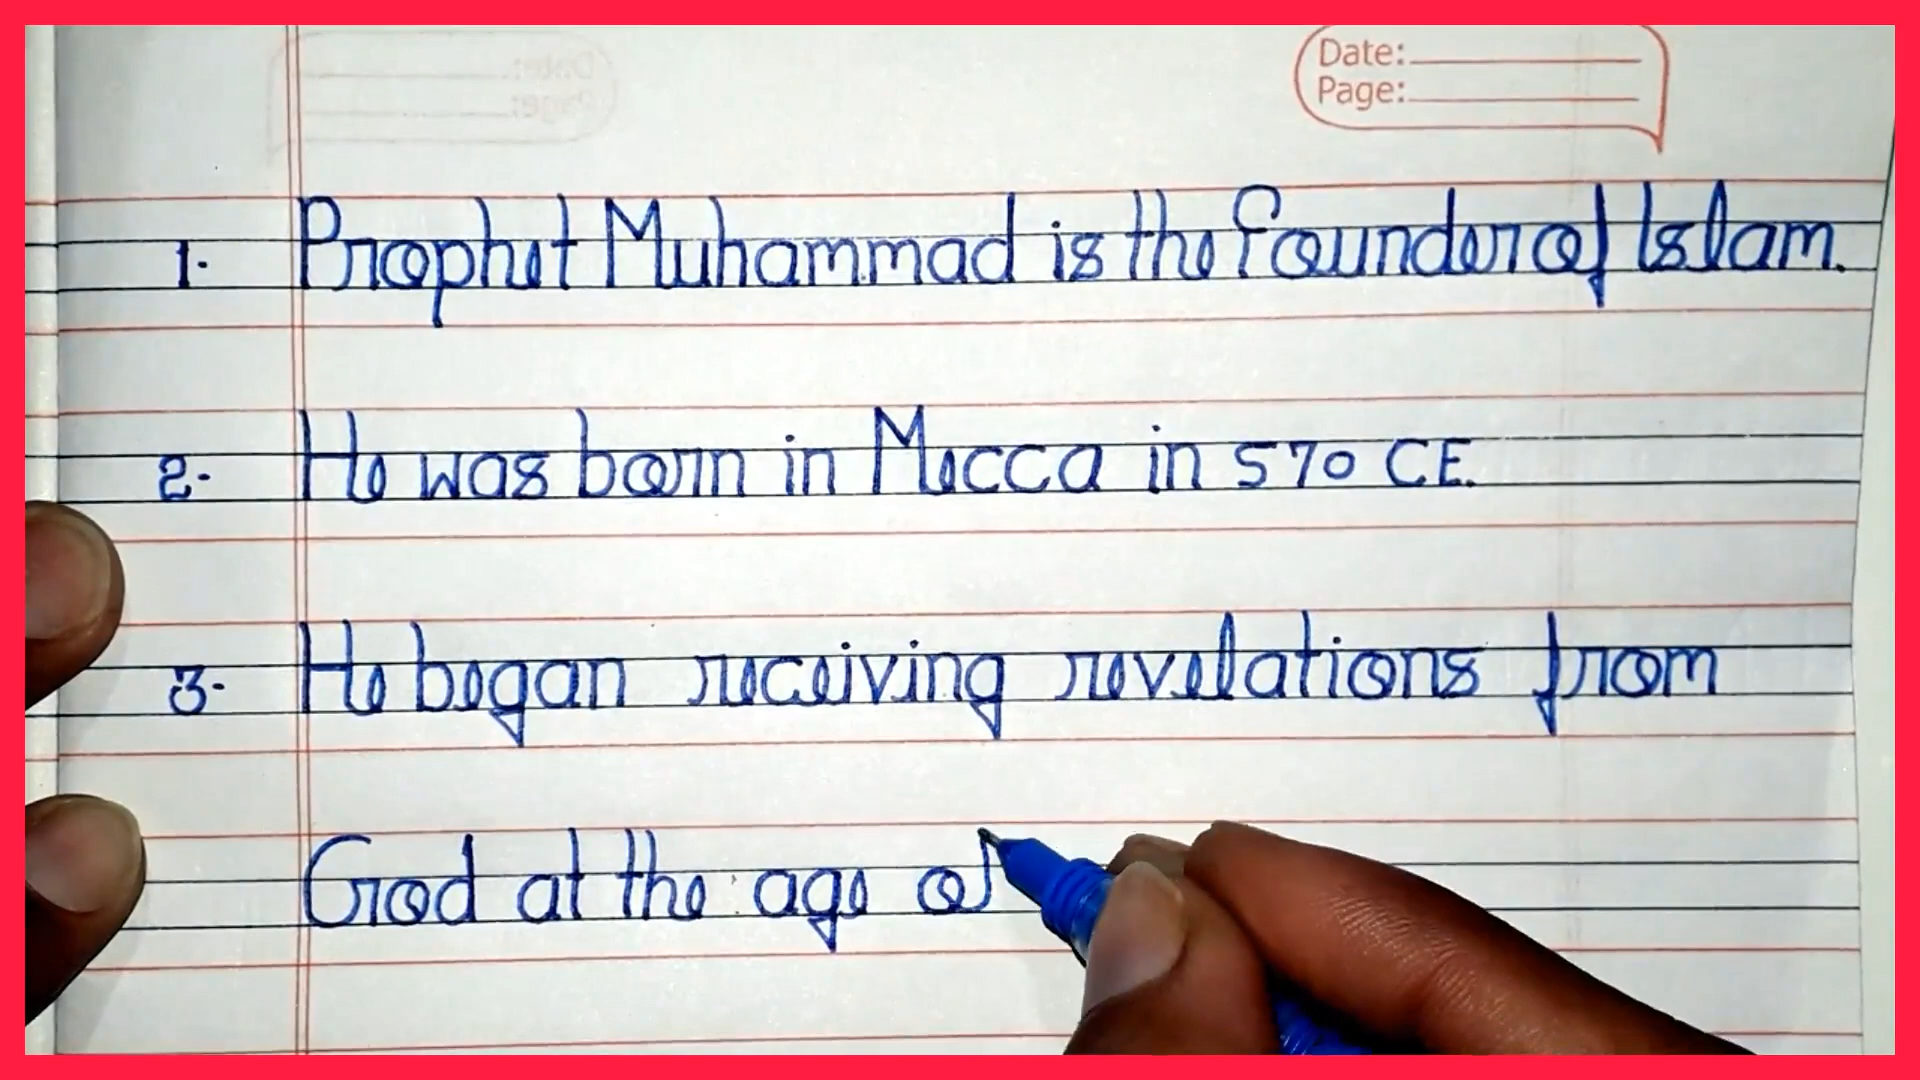 Date:
Page:
1. Prophet Muhammad is the founder of Islam.
2. He was born in Mecca in 570 CE.
3. He began receiving revelations from
God at the age of